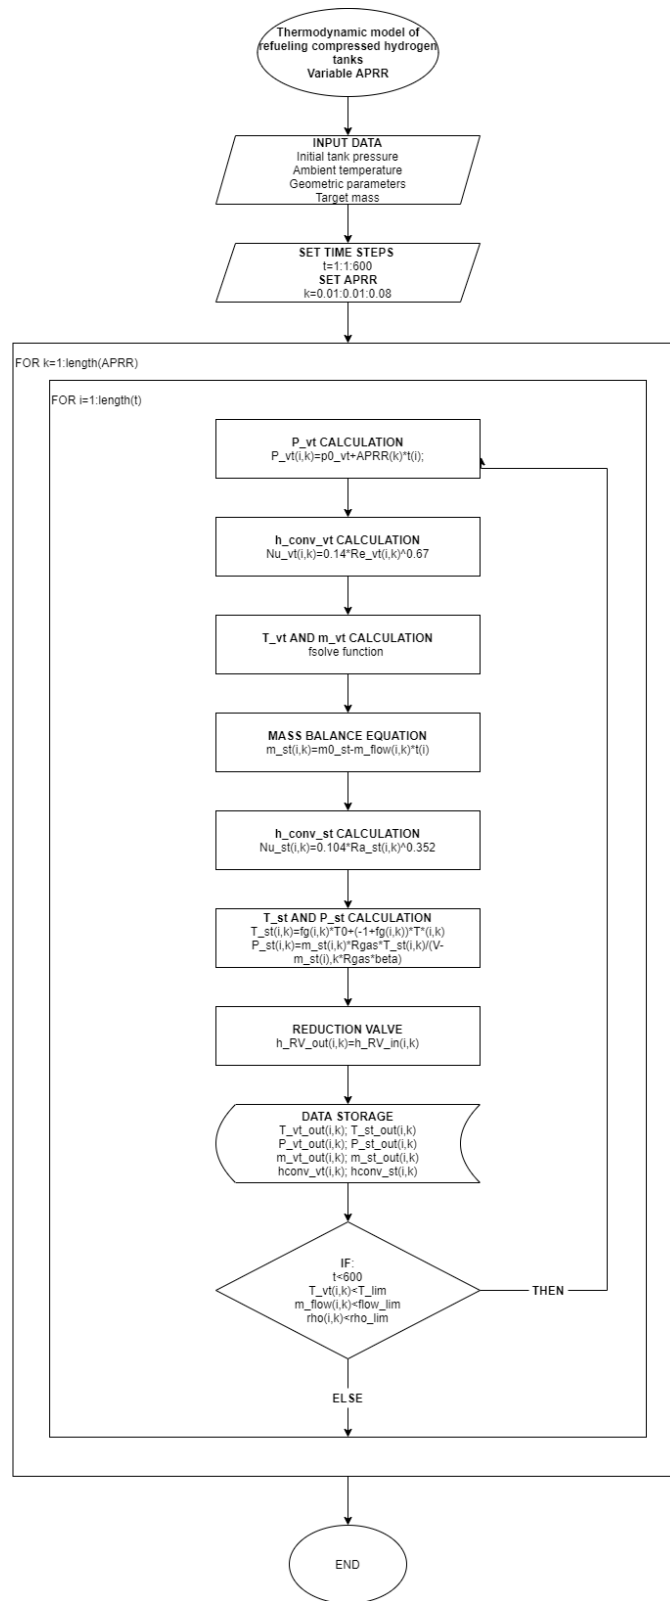 Thermodynamic model of
refueling compressed hydrogen
tanks
Variable APRR
INPUT DATA
Initial tank pressure
Ambient temperature
Geometric parameters
Target mass
SET TIME STEPS
t=1:1:600
SET APRR
k=0.01:0.01:0.08
FOR k=1:length(APRR)
FOR i=1:length(t)
P_vt CALCULATION
P_vt(i,k)=p0_vt+APRR(k)*t(i);
h_conv_vt CALCULATION
Nu_vt(i,k)=0.14*Re_vt(i,k)^0.67
T_vt AND m_vt CALCULATION
fsolve function
MASS BALANCE EQUATION
m_st(i,k)=m0_st-m_flow(i,k)*t(i)
h_conv_st CALCULATION
Nu_st(i,k)=0.104*Ra_st(i,k)^0.352
T_st AND P_st CALCULATION
T_st(i,k)=fg(i,k)*T0+(-1+fg(i,k))*T*(i,k)
P_st(i,k)=m_st(i,k)*Rgas*T_st(i,k)/(V-
m_st(i),k*Rgas*beta)
REDUCTION VALVE
h_RV_out(i,k)=h_RV_in(i,k)
DATA STORAGE
T_vt_out(i,k); T_st_out(i,k)
P_vt_out(i,k); P_st_out(i,k)
m_vt_out(i,k); m_st_out(i,k)
hconv_vt(i,k); hconv_st(i,k)
IF:
t<600
T_vt(i,k)<T_lim
m_flow(i,k)<flow_lim
rho(i,k)<rho_lim
THEN
ELSE
END